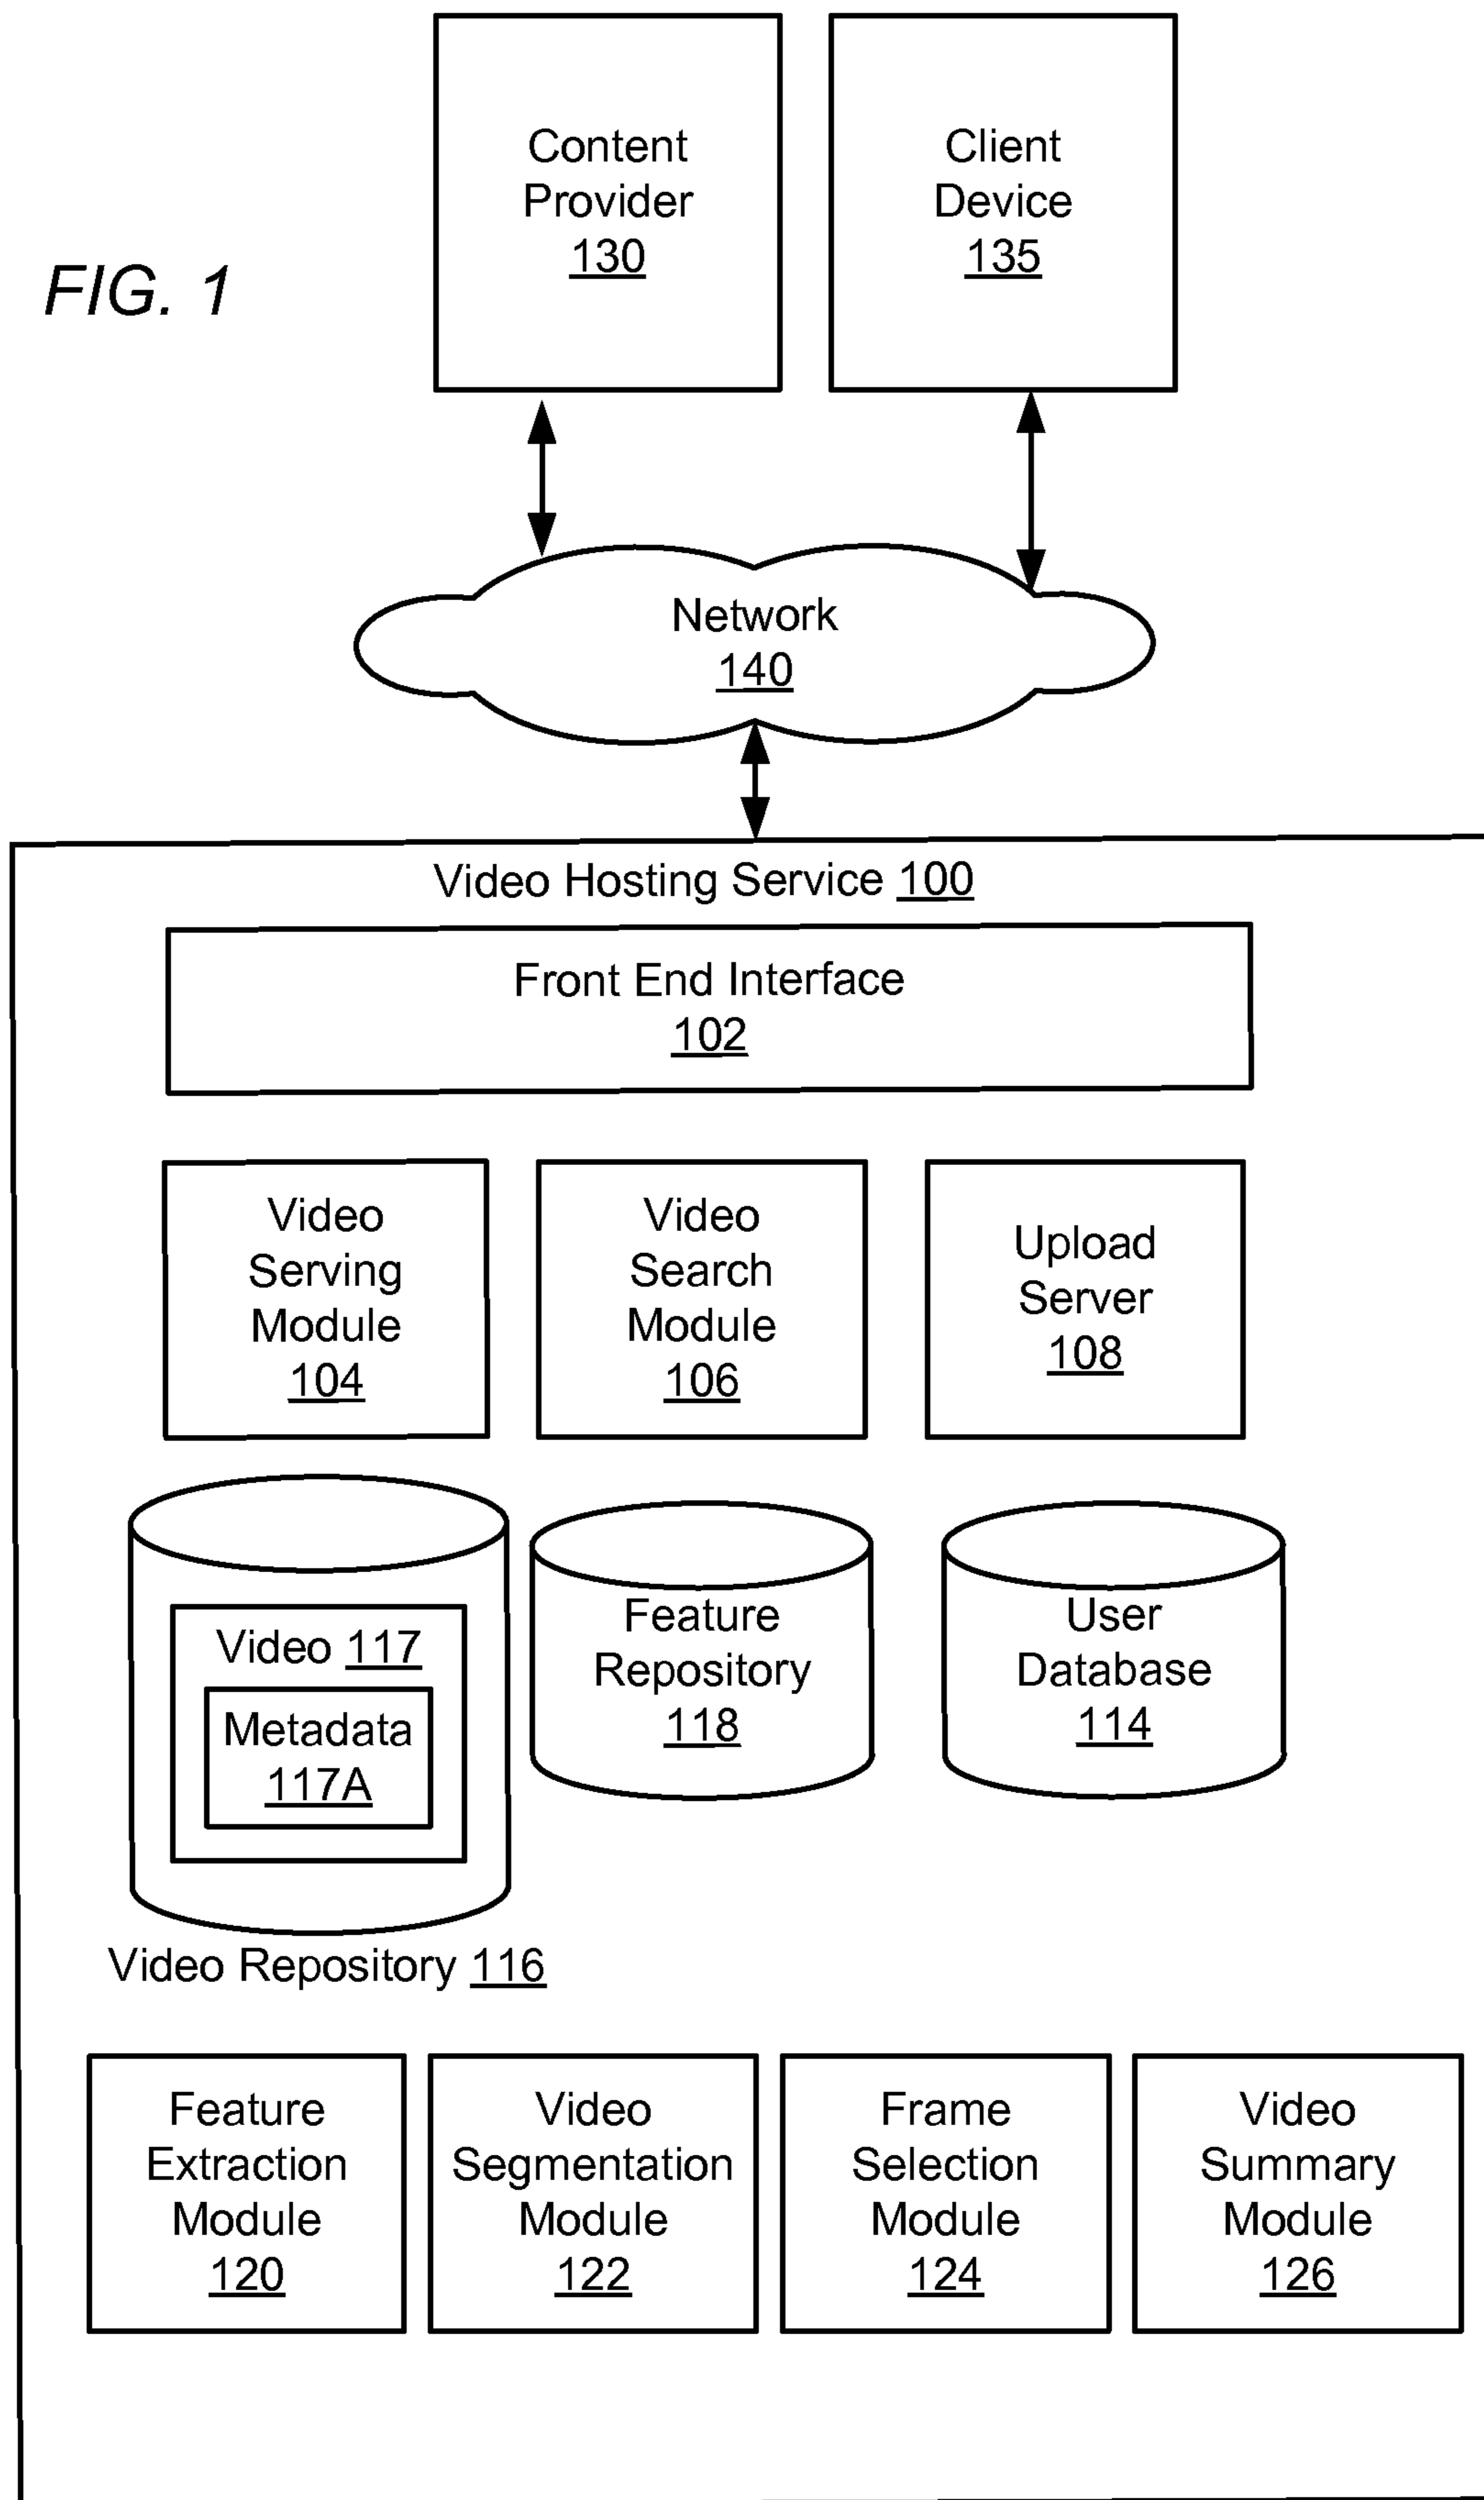 Content
Provider
130
Client
Device
135
FIG. 1
Network
140
Video Hosting Service 100
Front End Interface
102
Video
Serving
Module
104
Video
Search
Module
106
Upload
Server
108
Video 117
Metadata
117A
Video Repository 116
Feature
Repository
118
User
Database
114
Feature
Extraction
Module
120
Video
Segmentation
Module
122
Frame
Selection
Module
124
Video
Summary
Module
126